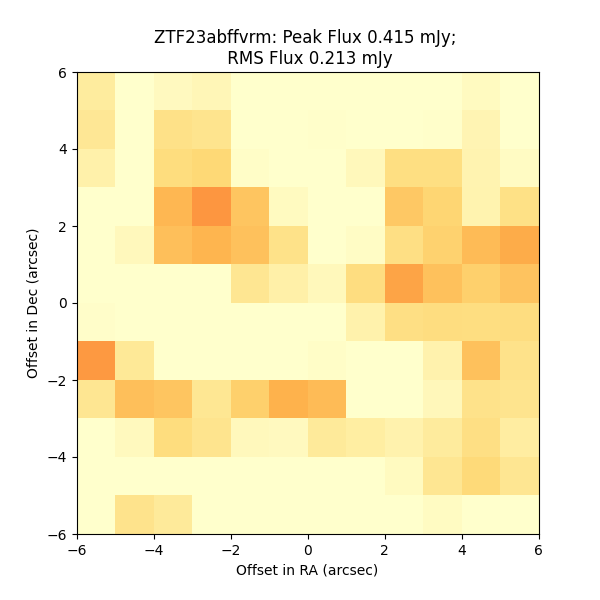 ZTF23abffvrm: Peak Flux 0.415 mJy;
RMS Flux 0.213 mJy
6
4
2
0
−2
−4
−6
Offset in Dec (arcsec)
−6 −4 −2 0 2 4 6
Offset in RA (arcsec)